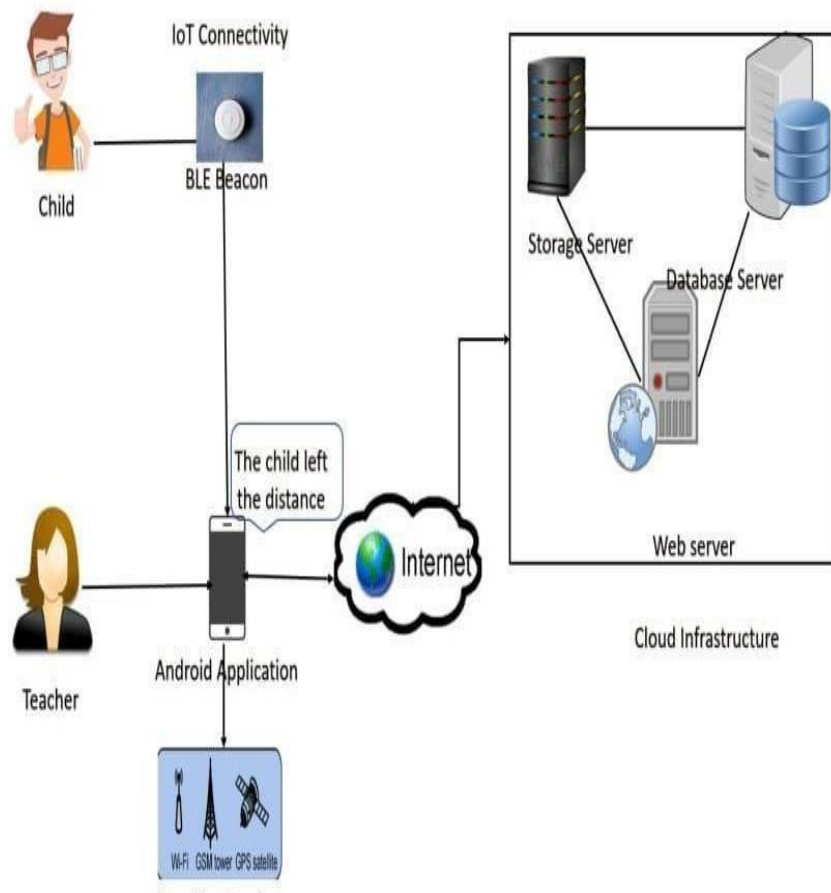 IoT Connectivity
BLE Beacon
Child
Storage Server
Database Server
The child left
the distance
Internet
Web server
Cloud Infrastructure
Teacher
Android Application
Wi-Fi GSM tower GPS satellite